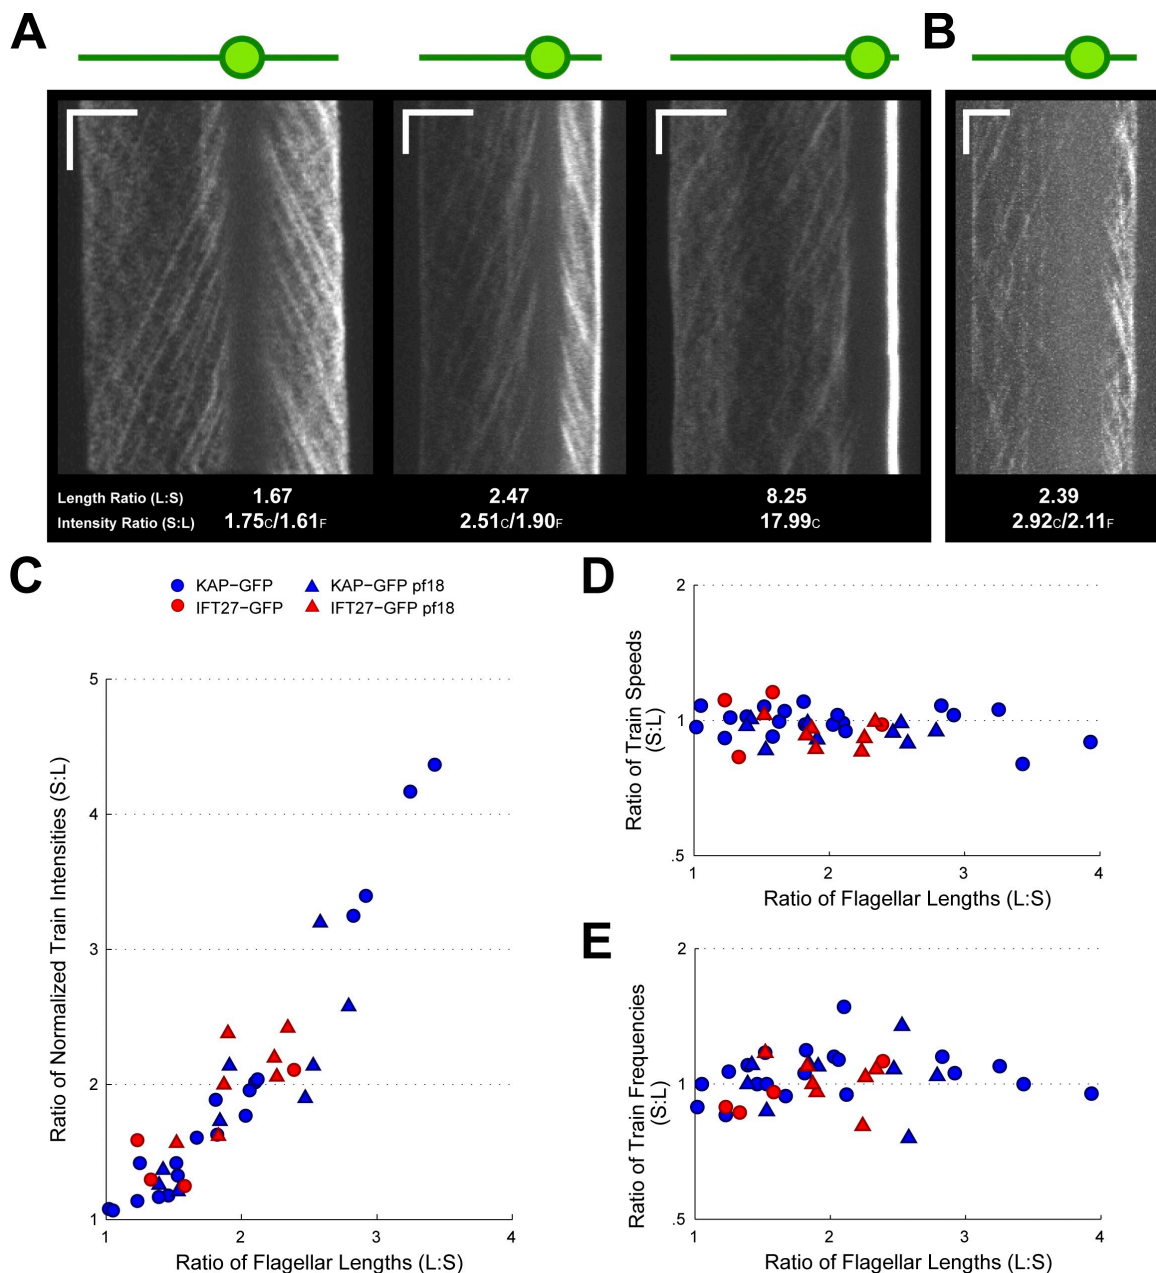 A
B
Length Ratio (L:S) 1.67 2.47 8.25 2.39
Intensity Ratio (S:L) 1.75C/1.61F 2.51C/1.90F 17.99C 2.92C/2.11F
C
KAP−GFP
KAP−GFP pf18
IFT27−GFP
IFT27−GFP pf18
Ratio of Normalized Train Intensities (S:L)
5
4
3
2
1
1 2 3 4
Ratio of Flagellar Lengths (L:S)
D
Ratio of Train Speeds
(S:L)
2
1
.5
1 2 3 4
Ratio of Flagellar Lengths (L:S)
E
Ratio of Train Frequencies
(S:L)
2
1
.5
1 2 3 4
Ratio of Flagellar Lengths (L:S)